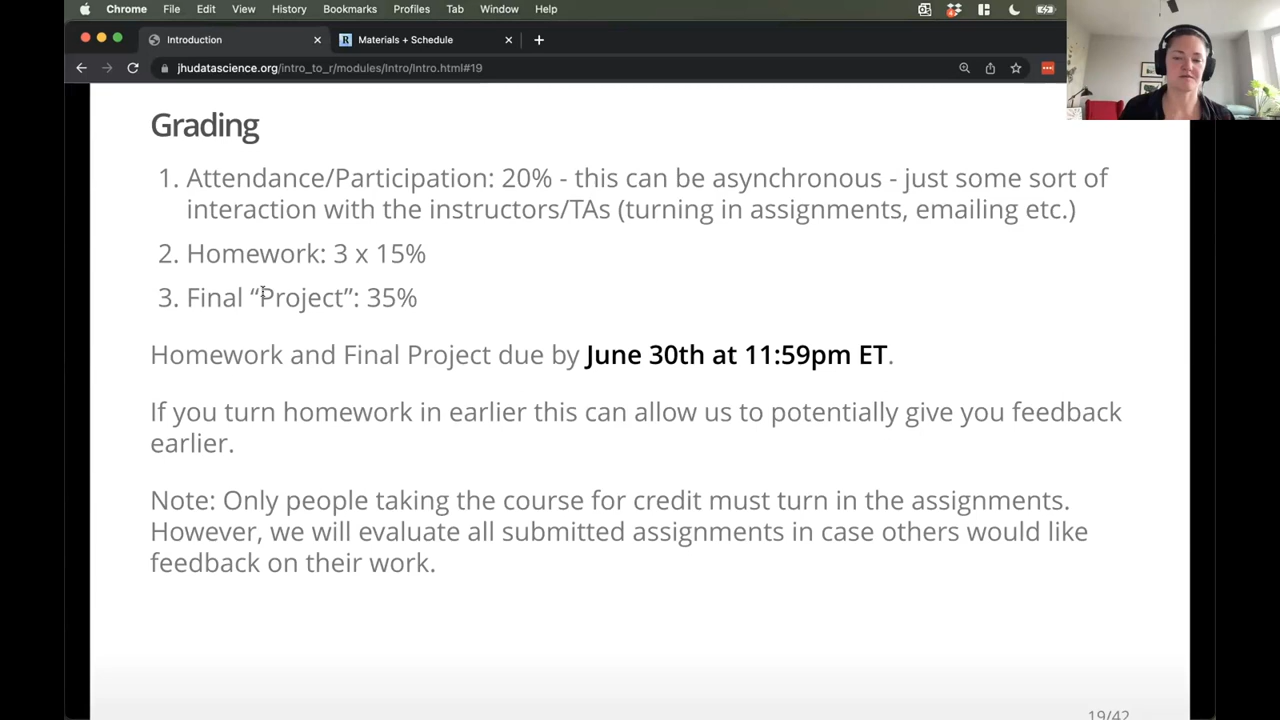 Chrome File Edit View History Bookmarks Profiles Tab Window Help
Introduction Materials + Schedule
jhudatascience.org/intro_to_r/modules/Intro/Intro.html#19
Grading
1. Attendance/Participation: 20% - this can be asynchronous - just some sort of
interaction with the instructors/TAs (turning in assignments, emailing etc.)
2. Homework: 3 x 15%
3. Final “Project”: 35%
Homework and Final Project due by June 30th at 11:59pm ET.
If you turn homework in earlier this can allow us to potentially give you feedback
earlier.
Note: Only people taking the course for credit must turn in the assignments.
However, we will evaluate all submitted assignments in case others would like
feedback on their work.
19/42